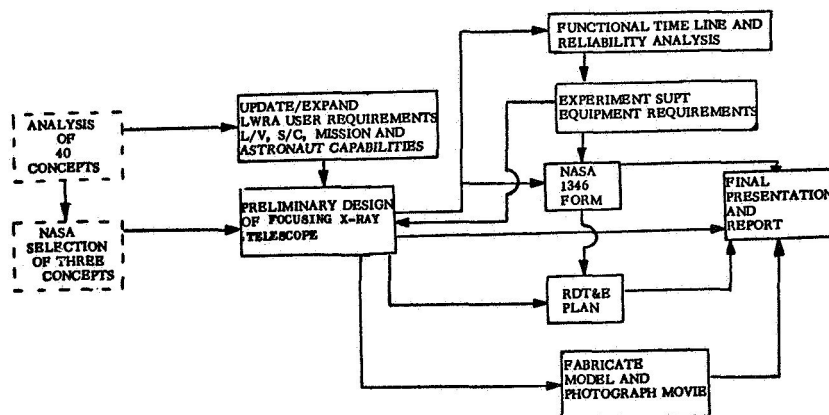 ANALYSIS
OF
40
CONCEPTS
NASA
SELECTION
OF THREE
CONCEPTS
UPDATE/EXPAND
LWRA USER REQUIREMENTS
L/V, S/C, MISSION AND
ASTRONAUT CAPABILITIES
PRELIMINARY DESIGN
OF FOCUSING X-RAY
TELESCOPE
FUNCTIONAL TIME LINE AND
RELIABILITY ANALYSIS
EXPERIMENT SUPT
EQUIPMENT REQUIREMENTS
NASA
1346
FORM
RDT&E
PLAN
FABRICATE
MODEL AND
PHOTOGRAPH MOVIE
FINAL
PRESENTATION
AND
REPORT